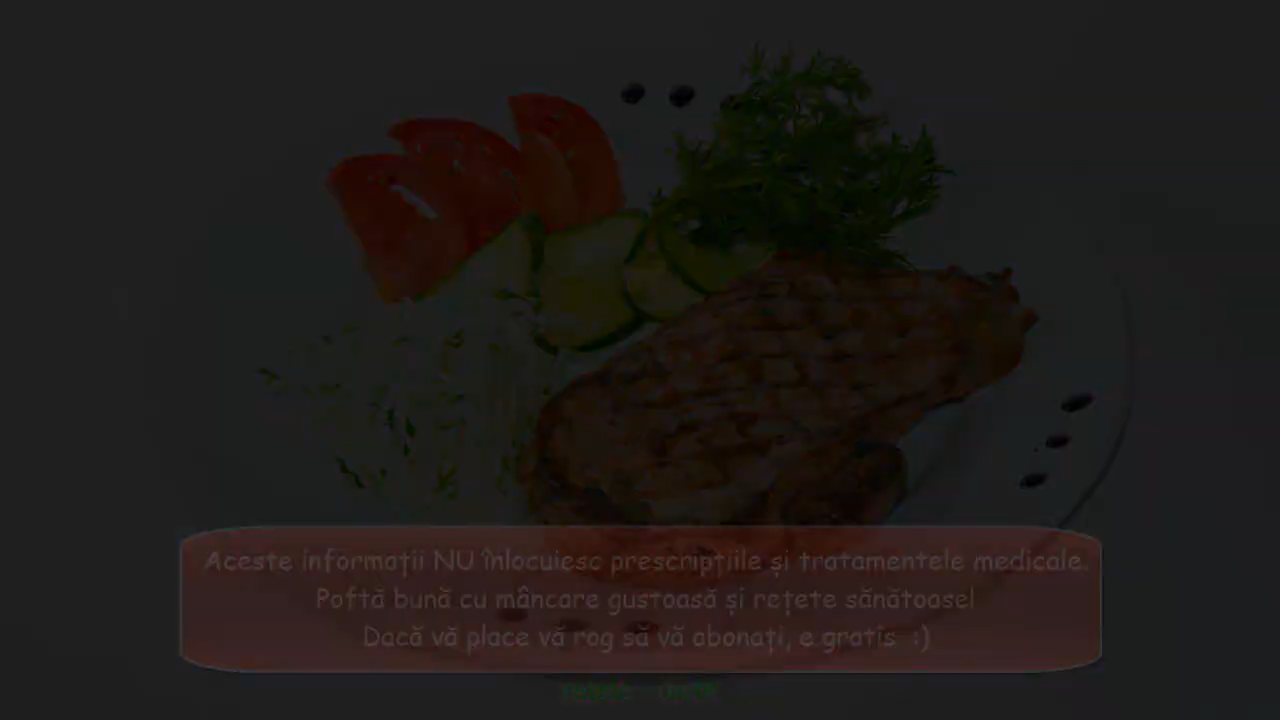 Aceste informații NU înlocuiesc prescripțiile și tratamentele medicale.
Poftă bună cu mâncare gustoasă și rețete sănătoase!
Dacă vă place vă rog să vă abonați, e gratis :)